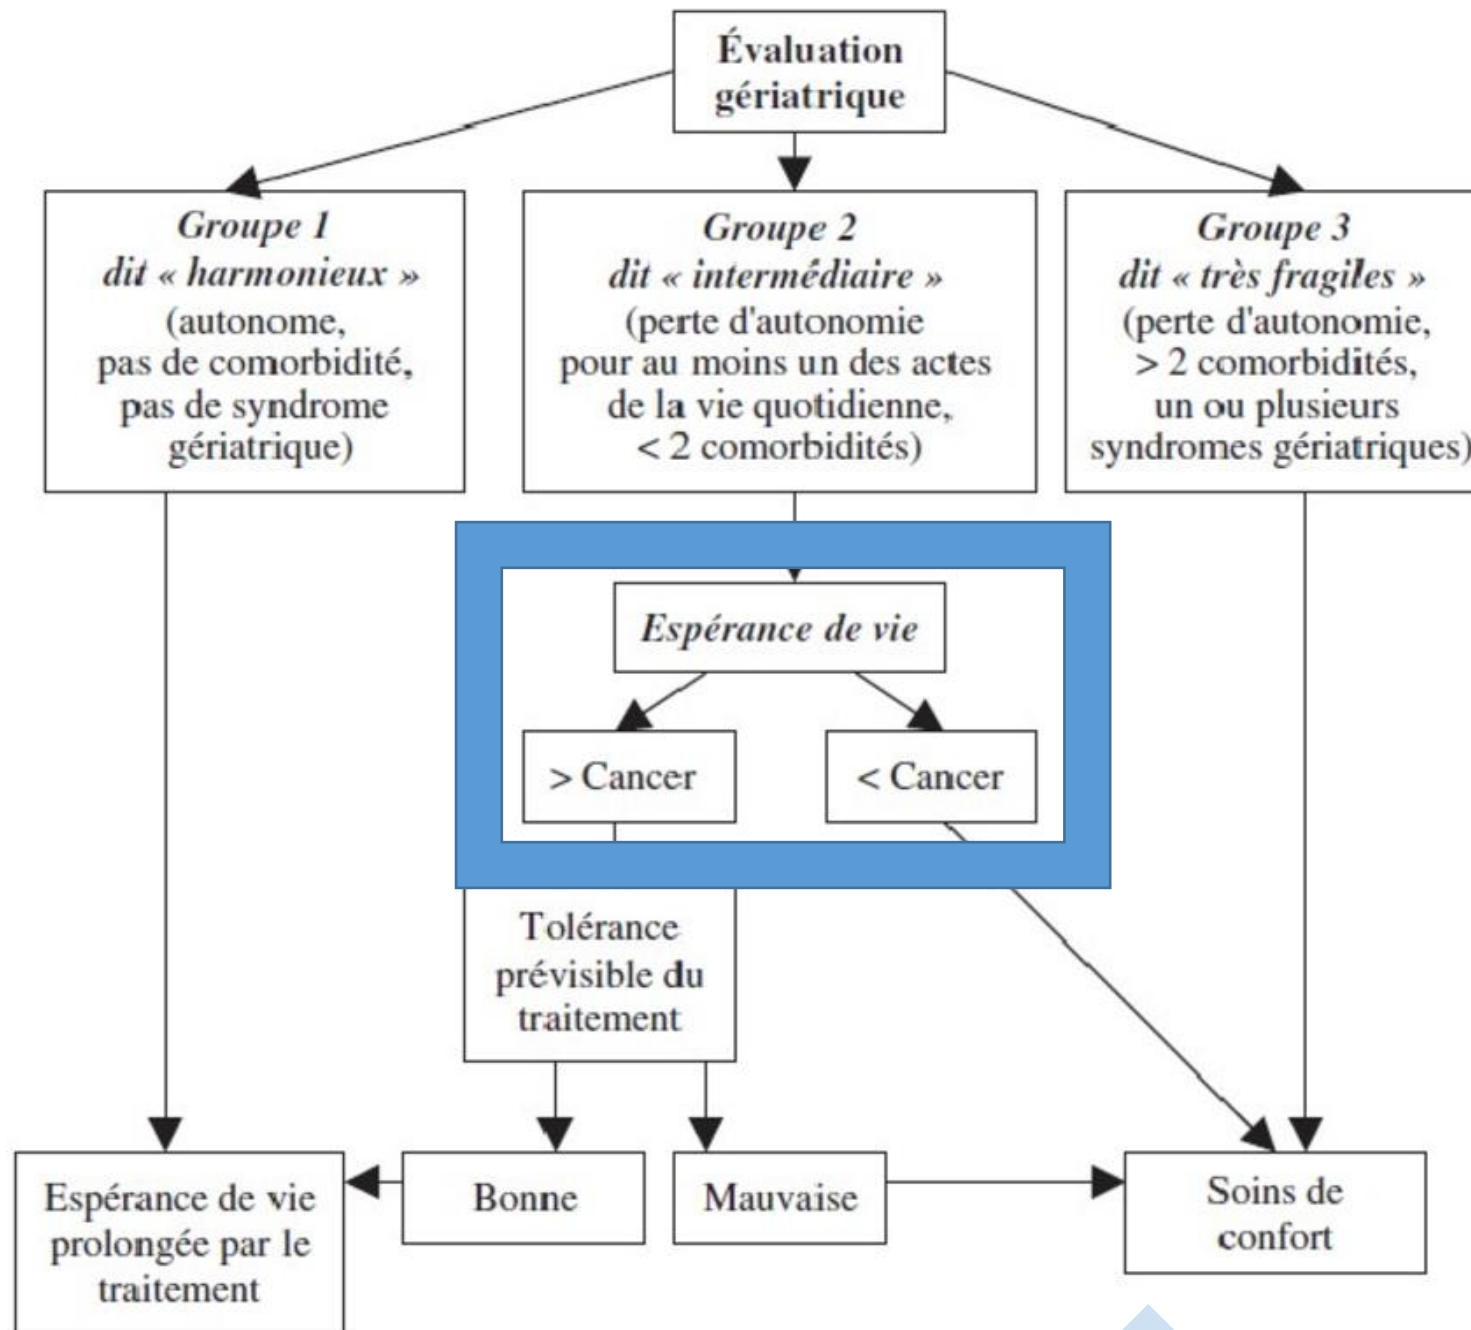 Évaluation
gériatrique
Groupe 1
dit « harmonieux »
(autonome,
pas de comorbidité,
pas de syndrome
gériatrique)
Groupe 2
dit « intermédiaire »
(perte d'autonomie
pour au moins un des actes
de la vie quotidienne,
< 2 comorbidités)
Groupe 3
dit « très fragiles »
(perte d'autonomie,
> 2 comorbidités,
un ou plusieurs
syndromes gériatriques)
Espérance de vie
> Cancer
< Cancer
Tolérance
prévisible du
traitement
Espérance de vie
prolongée par le
traitement
Bonne
Mauvaise
Soins de
confort